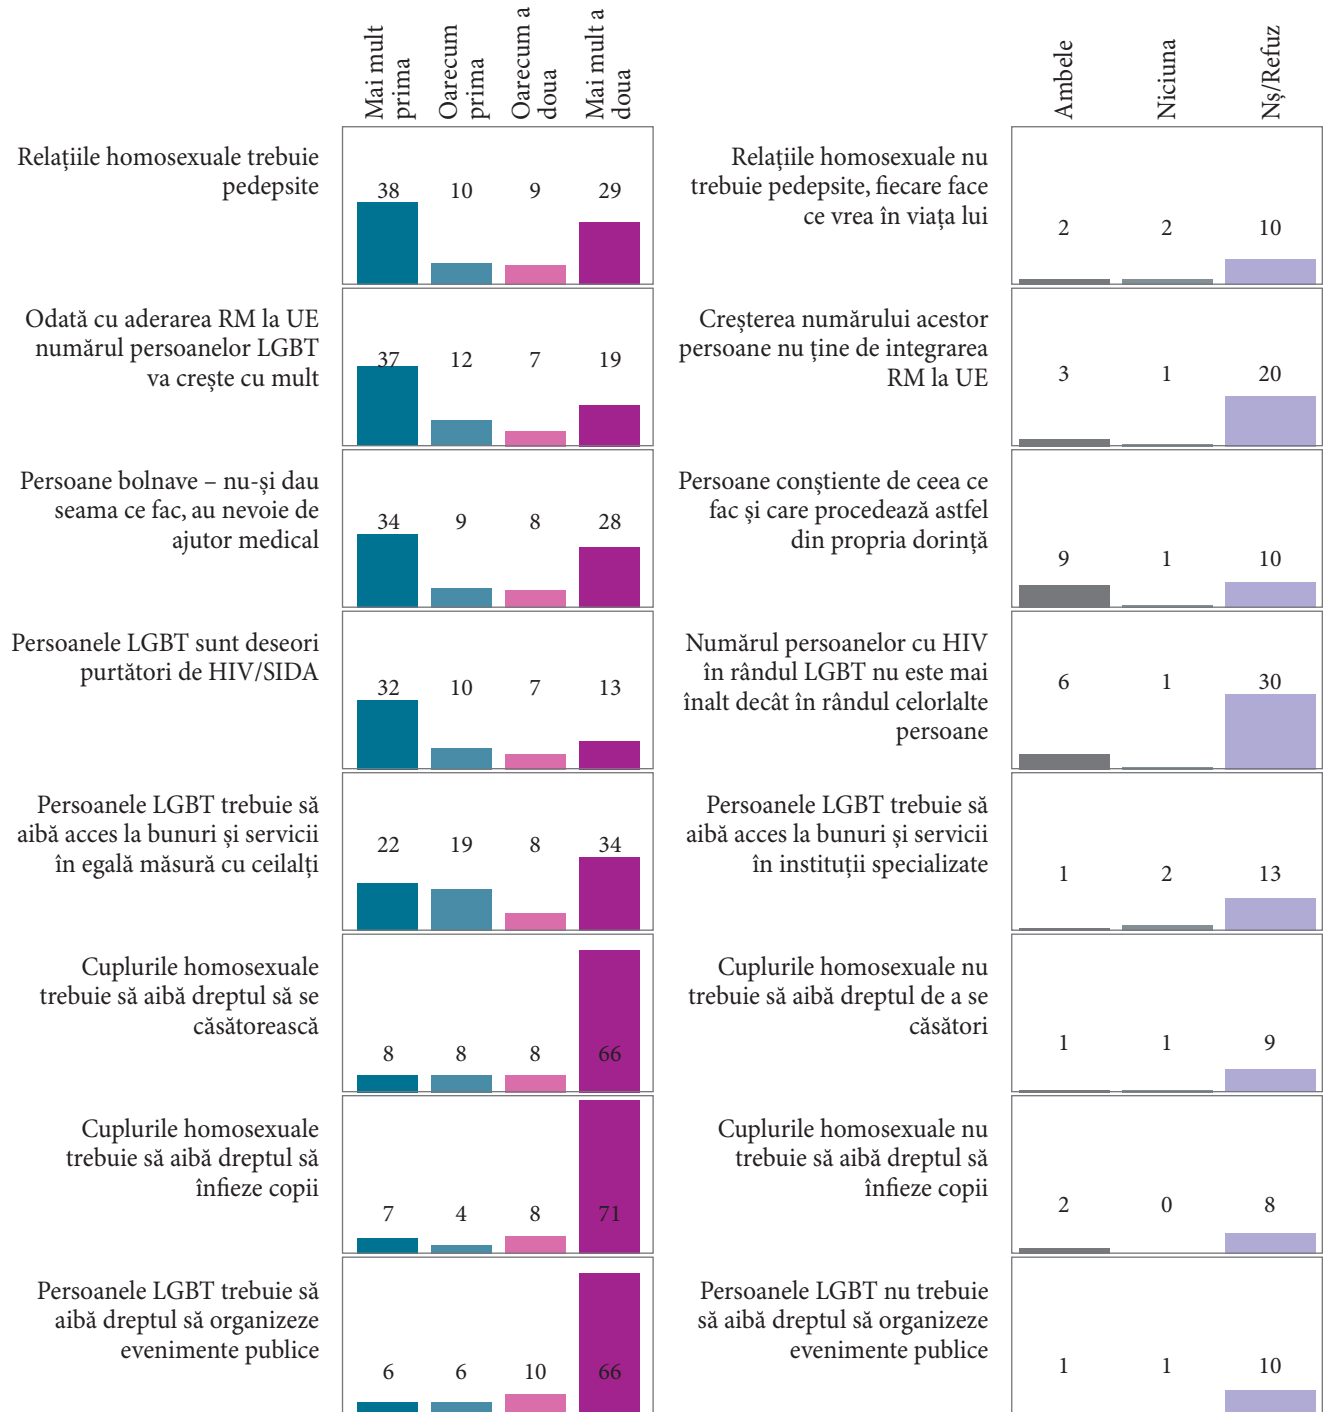 Mai mult
prima
Oarecum
prima
Oarecum a
doua
Mai mult a
doua
Ambele
Niciuna
Nș/Refuz
Relațiile homosexuale trebuie
pedepsite
38 10 9 29
Relațiile homosexuale nu
trebuie pedepsite, fiecare face
ce vrea în viața lui
2 2 10
Odată cu aderarea RM la UE
numărul persoanelor LGBT
va crește cu mult
37 12 7 19
Creșterea numărului acestor
persoane nu ține de integrarea
RM la UE
3 1 20
Persoane bolnave – nu-și dau
seama ce fac, au nevoie de
ajutor medical
34 9 8 28
Persoane conștiente de ceea ce
fac și care procedează astfel
din propria dorință
9 1 10
Persoanele LGBT sunt deseori
purtători de HIV/SIDA
32 10 7 13
Numărul persoanelor cu HIV
în rândul LGBT nu este mai
înalt decât în rândul celorlalte
persoane
6 1 30
Persoanele LGBT trebuie să
aibă acces la bunuri și servicii
în egală măsură cu ceilalți
22 19 8 34
Persoanele LGBT trebuie să
aibă acces la bunuri și servicii
în instituții specializate
1 2 13
Cuplurile homosexuale
trebuie să aibă dreptul să se
căsătorească
8 8 8 66
Cuplurile homosexuale nu
trebuie să aibă dreptul de a se
căsători
1 1 9
Cuplurile homosexuale
trebuie să aibă dreptul să
înfieze copii
7 4 8 71
Cuplurile homosexuale nu
trebuie să aibă dreptul să
înfieze copii
2 0 8
Persoanele LGBT trebuie să
aibă dreptul să organizeze
evenimente publice
6 6 10 66
Persoanele LGBT nu trebuie
să aibă dreptul să organizeze
evenimente publice
1 1 10